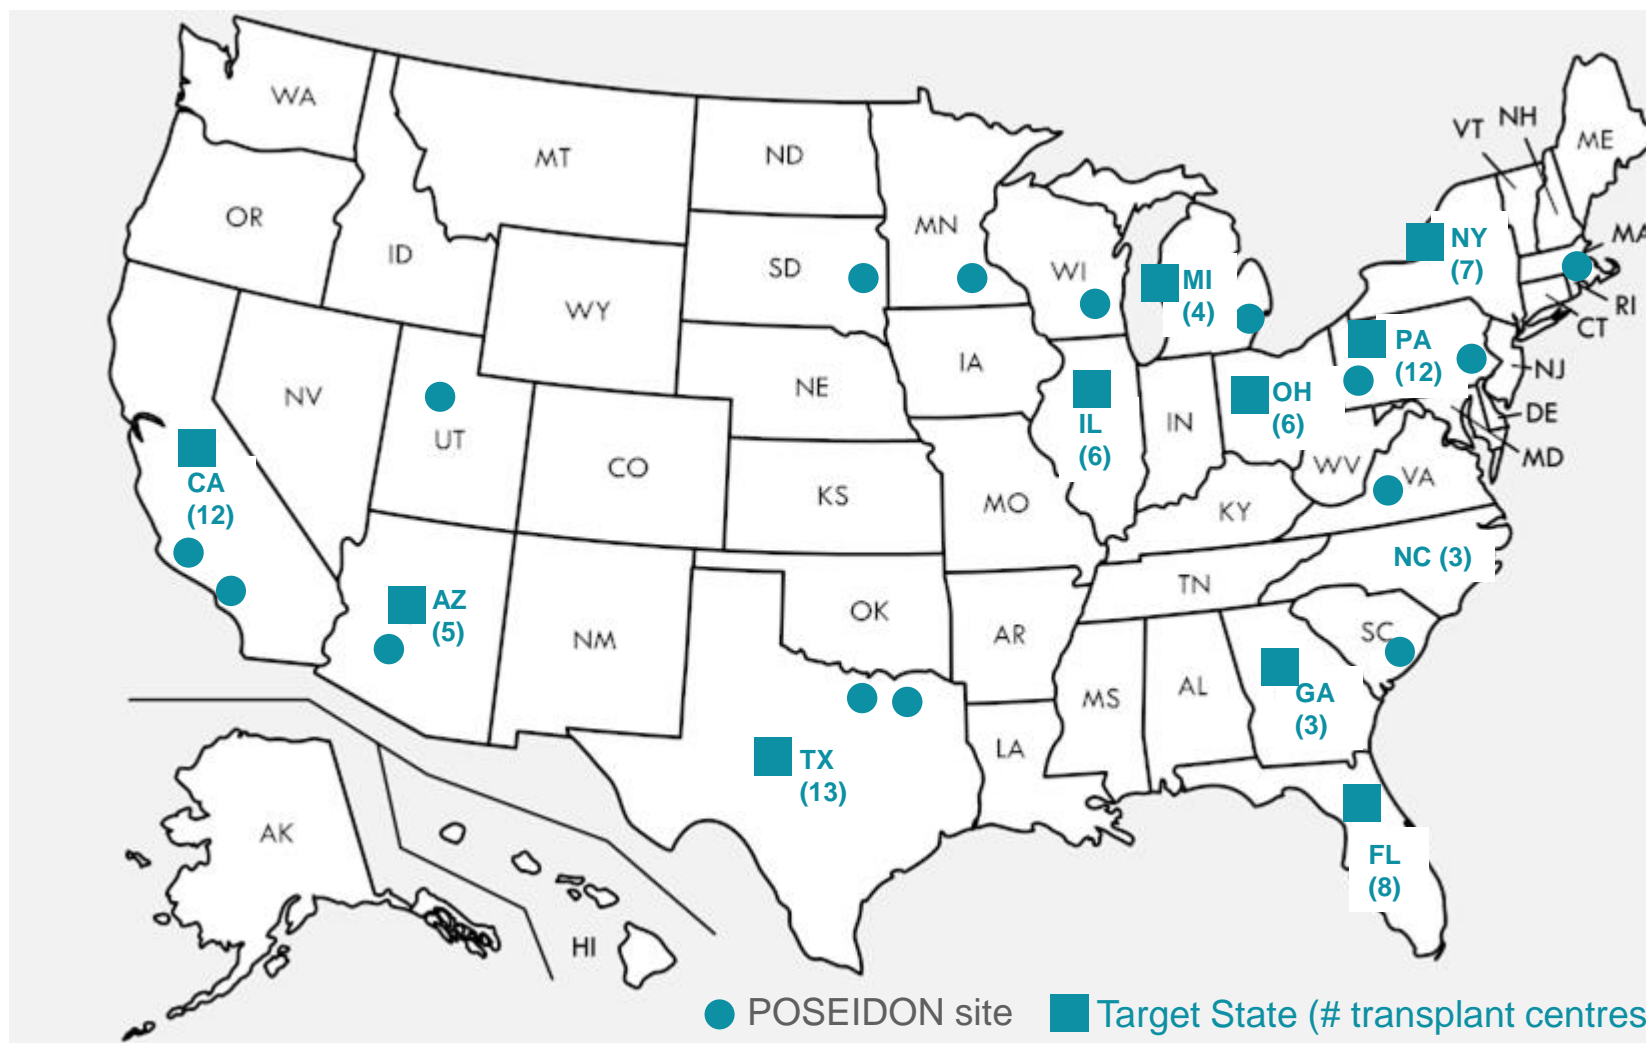 WA
MT
ND
MN
VT
NH
ME
OR
ID
SD
WI
MI
(4)
NY
(7)
MA
WY
RI
CT
NV
UT
NE
IA
PA
(12)
NJ
IL
(6)
IN
OH
(6)
DE
MD
CA
(12)
CO
KS
MO
WV
VA
KY
NC (3)
AZ
(5)
NM
OK
AR
TN
SC
MS
AL
GA
(3)
LA
TX
(13)
AK
HI
FL
(8)
POSEIDON site
Target State (# transplant centres